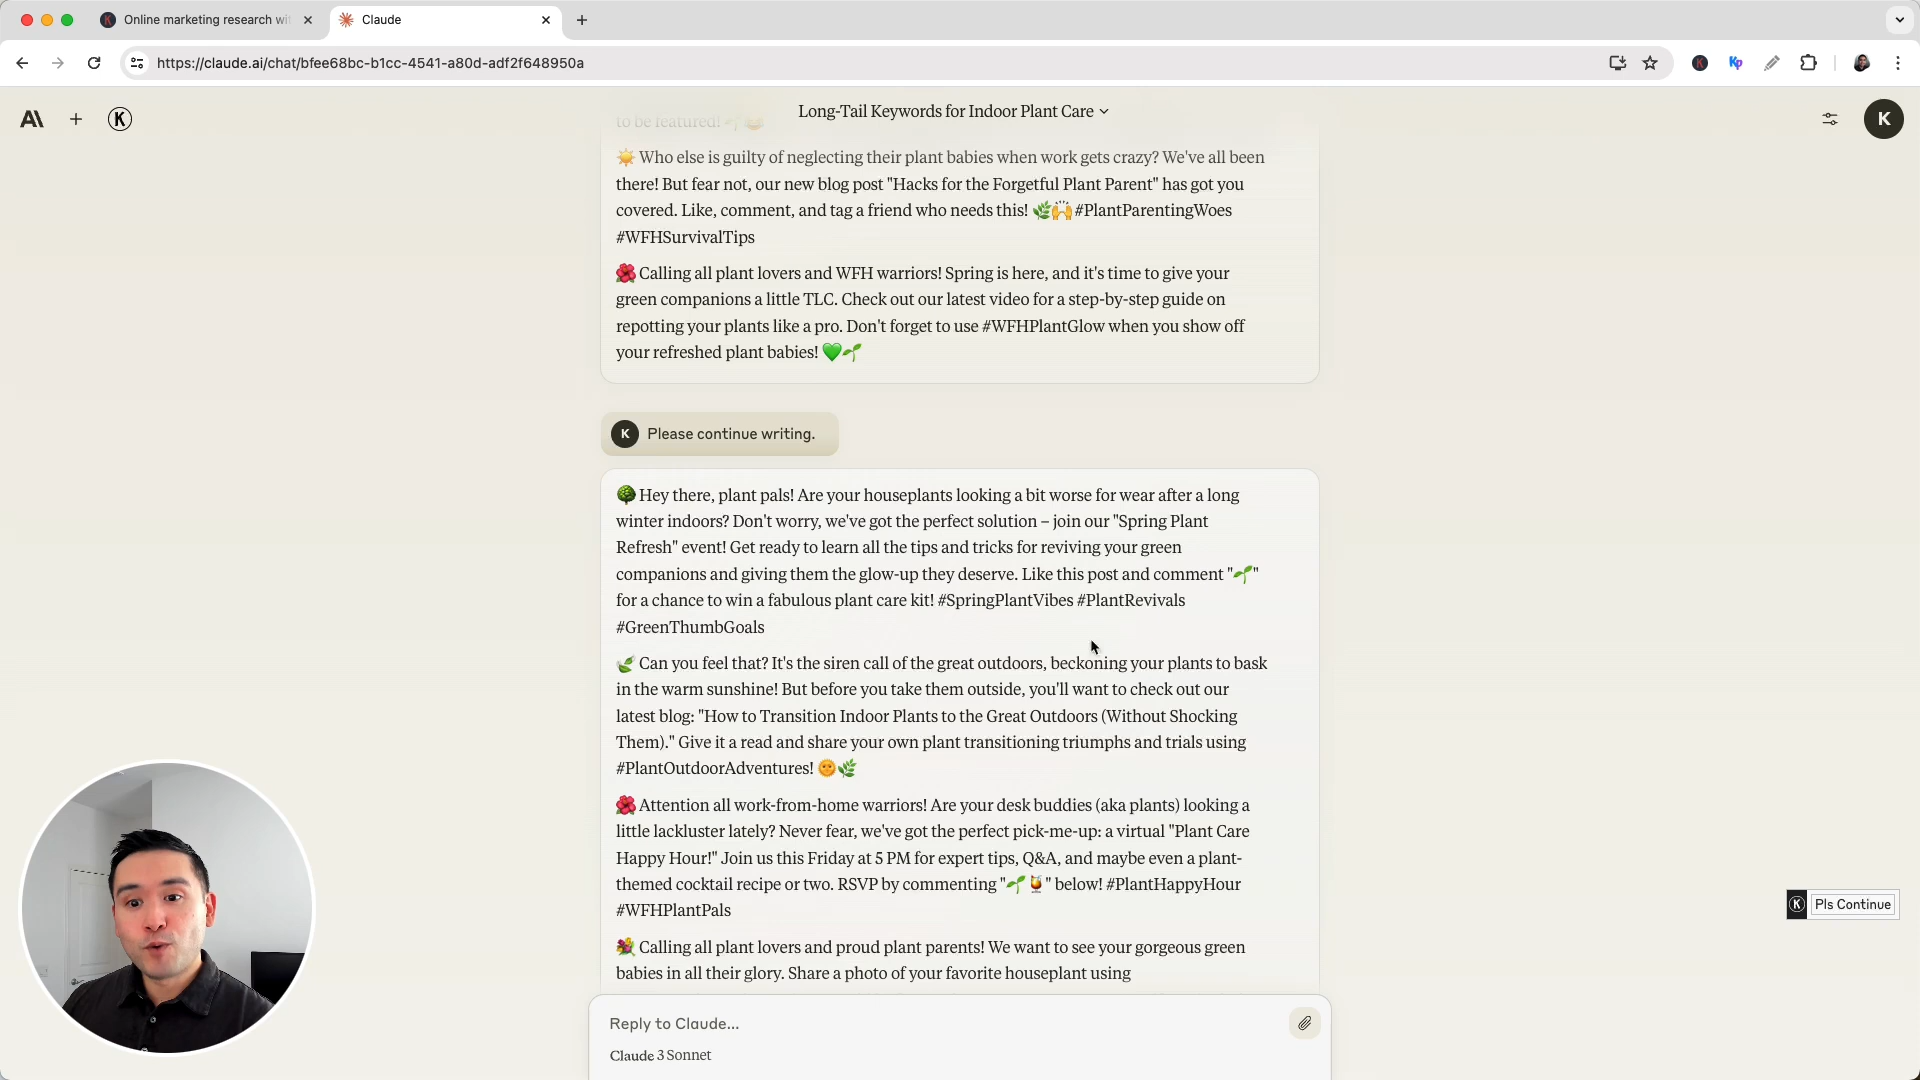 Online marketing research wi
Claude
https://claude.ai/chat/bfee68bc-b1cc-4541-a80d-adf2f648950a
Long-Tail Keywords for Indoor Plant Care
to be featured! 🌱😄
☀️ Who else is guilty of neglecting their plant babies when work gets crazy? We've all been
there! But fear not, our new blog post "Hacks for the Forgetful Plant Parent" has got you
covered. Like, comment, and tag a friend who needs this! 🌿🙌 #PlantParentingWoes
#WFHSurvivalTips
🌺 Calling all plant lovers and WFH warriors! Spring is here, and it's time to give your
green companions a little TLC. Check out our latest video for a step-by-step guide on
repotting your plants like a pro. Don't forget to use #WFHPlantGlow when you show off
your refreshed plant babies! 💚🌱
K Please continue writing.
🌳 Hey there, plant pals! Are your houseplants looking a bit worse for wear after a long
winter indoors? Don't worry, we've got the perfect solution – join our "Spring Plant
Refresh" event! Get ready to learn all the tips and tricks for reviving your green
companions and giving them the glow-up they deserve. Like this post and comment "🌱"
for a chance to win a fabulous plant care kit! #SpringPlantVibes #PlantRevivals
#GreenThumbGoals
🍃 Can you feel that? It's the siren call of the great outdoors, beckoning your plants to bask
in the warm sunshine! But before you take them outside, you'll want to check out our
latest blog: "How to Transition Indoor Plants to the Great Outdoors (Without Shocking
Them)." Give it a read and share your own plant transitioning triumphs and trials using
#PlantOutdoorAdventures! 🌞🌿
🌺 Attention all work-from-home warriors! Are your desk buddies (aka plants) looking a
little lackluster lately? Never fear, we've got the perfect pick-me-up: a virtual "Plant Care
Happy Hour!" Join us this Friday at 5 PM for expert tips, Q&A, and maybe even a plant-
themed cocktail recipe or two. RSVP by commenting "🌱🍹" below! #PlantHappyHour
#WFHPlantPals
💐 Calling all plant lovers and proud plant parents! We want to see your gorgeous green
babies in all their glory. Share a photo of your favorite houseplant using
Reply to Claude...
Claude 3 Sonnet
K
Kp
K
K
K Pls Continue